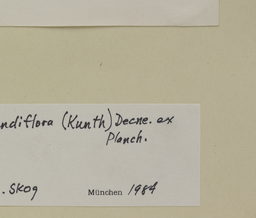 ndiflora (Kunth) Decne. ex
Planch.
. Skog München 1984